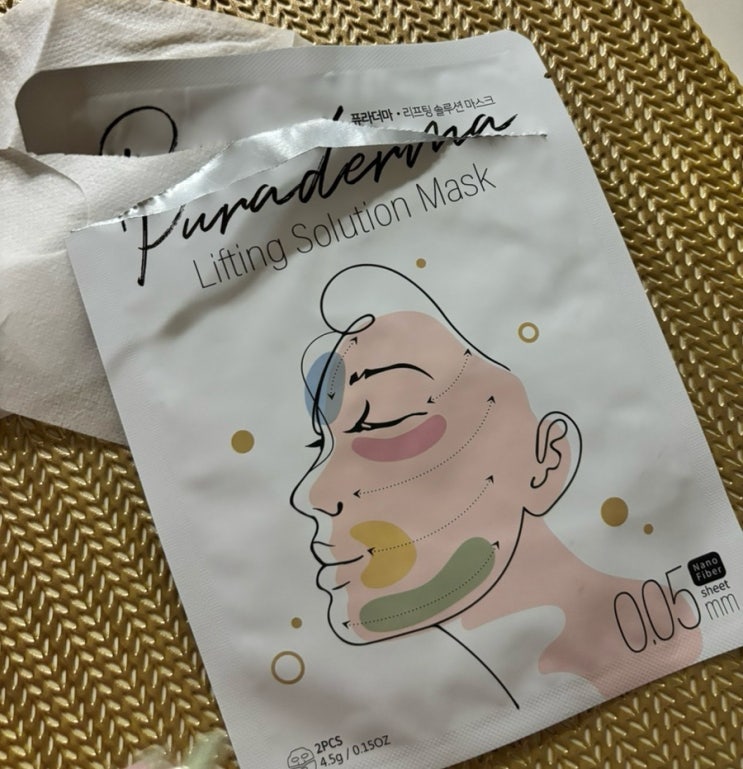 퓨라더마 • 리프팅 솔루션 마스크
Puraderma
Lifting Solution Mask
Nano
Fiber
0.05 sheet
mm
2PCS
4.5g / 0.15OZ